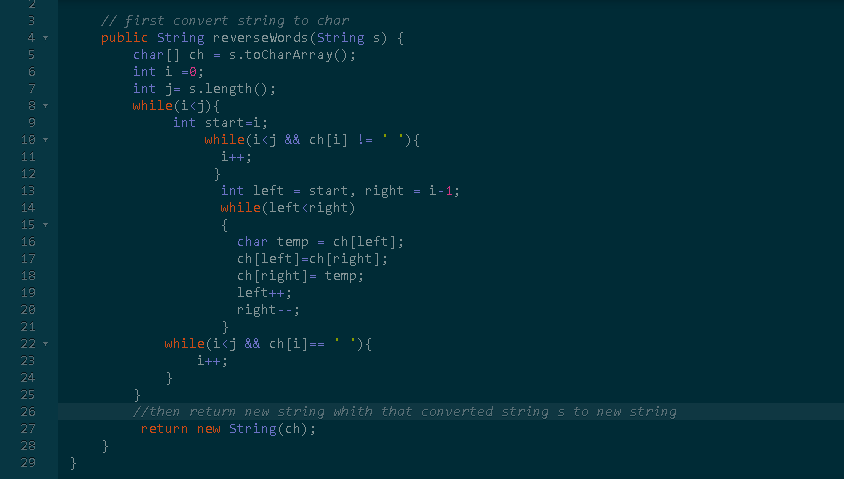 2
3 // first convert string to char
4 public String reverseWords(String s) {
5 char[] ch = s.toCharArray();
6 int i =0;
7 int j= s.length();
8 while(i<j){
9 int start=i;
10 while(i<j && ch[i] != ' '){
11 i++;
12 }
13 int left = start, right = i-1;
14 while(left<right)
15 {
16 char temp = ch[left];
17 ch[left]=ch[right];
18 ch[right]= temp;
19 left++;
20 right--;
21 }
22 while(i<j && ch[i]== ' '){
23 i++;
24 }
25 }
26 //then return new string whith that converted string s to new string
27 return new String(ch);
28 }
29 }